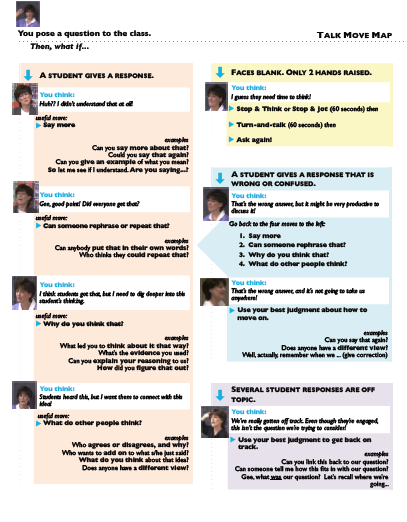 You pose a question to the class.
Then, what if...
TALK MOVE MAP
A STUDENT GIVES A RESPONSE.
You think:
Huh?? I didn't understand that at all!
useful move:
Say more
examples
Can you say more about that?
Could you say that again?
Can you give an example of what you mean?
So let me see if I understand. Are you saying...?
You think:
Gee, good point! Did everyone get that?
useful move:
Can someone rephrase or repeat that?
examples
Can anybody put that in their own words?
Who thinks they could repeat that?
You think:
I think students got that, but I need to dig deeper into this
student's thinking.
useful move:
Why do you think that?
examples
What led you to think about it that way?
What's the evidence you used?
Can you explain your reasoning to us?
How did you figure that out?
You think:
Students heard this, but I want them to connect with this
idea!
useful move:
What do other people think?
examples
Who agrees or disagrees, and why?
Who wants to add on to what s/he just said?
What do you think about that idea?
Does anyone have a different view?
FACES BLANK. ONLY 2 HANDS RAISED.
You think:
I guess they need time to think!
Stop & Think or Stop & Jot (60 seconds) then
Turn-and-talk (60 seconds) then
Ask again!
A STUDENT GIVES A RESPONSE THAT IS
WRONG OR CONFUSED.
You think:
That's the wrong answer, but it might be very productive to
discuss it!
Go back to the four moves to the left:
1. Say more
2. Can someone rephrase that?
3. Why do you think that?
4. What do other people think?
You think:
That's the wrong answer, and it's not going to take us
anywhere!
Use your best judgment about how to
move on.
examples
Can you say that again?
Does anyone have a different view?
Well, actually, remember when we ... (give correction)
SEVERAL STUDENT RESPONSES ARE OFF
TOPIC.
You think:
We're really gotten off track. Even though they're engaged,
this isn't the question we're trying to consider!
Use your best judgment to get back on
track.
examples
Can you link this back to our question?
Can someone tell me how this fits in with our question?
Gee, what was our question? Let's recall where we're
going...